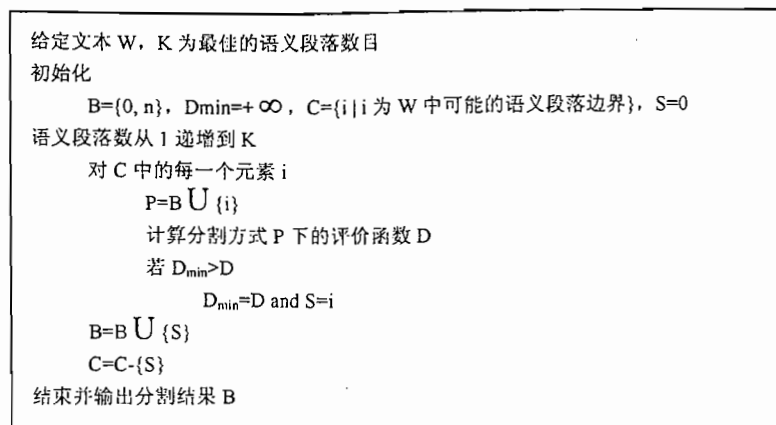 给定文本 W，K 为最佳的语义段落数目
初始化
B={0, n}，Dmin=+∞，C={i | i 为 W 中可能的语义段落边界}，S=0
语义段落数从 1 递增到 K
对 C 中的每一个元素 i
P=B∪{i}
计算分割方式 P 下的评价函数 D
若 Dmin>D
Dmin=D and S=i
B=B∪{S}
C=C-{S}
结束并输出分割结果 B